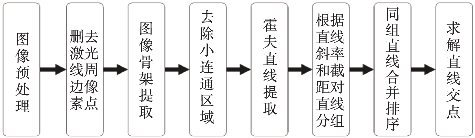 图像预处理
删去
激光
线周
边像
素点
图像骨架提取
去除小连通区域
霍夫直线提取
根据
直线
斜率
和截
距对
直线
分组
同组直线合并排序
求解直线交点